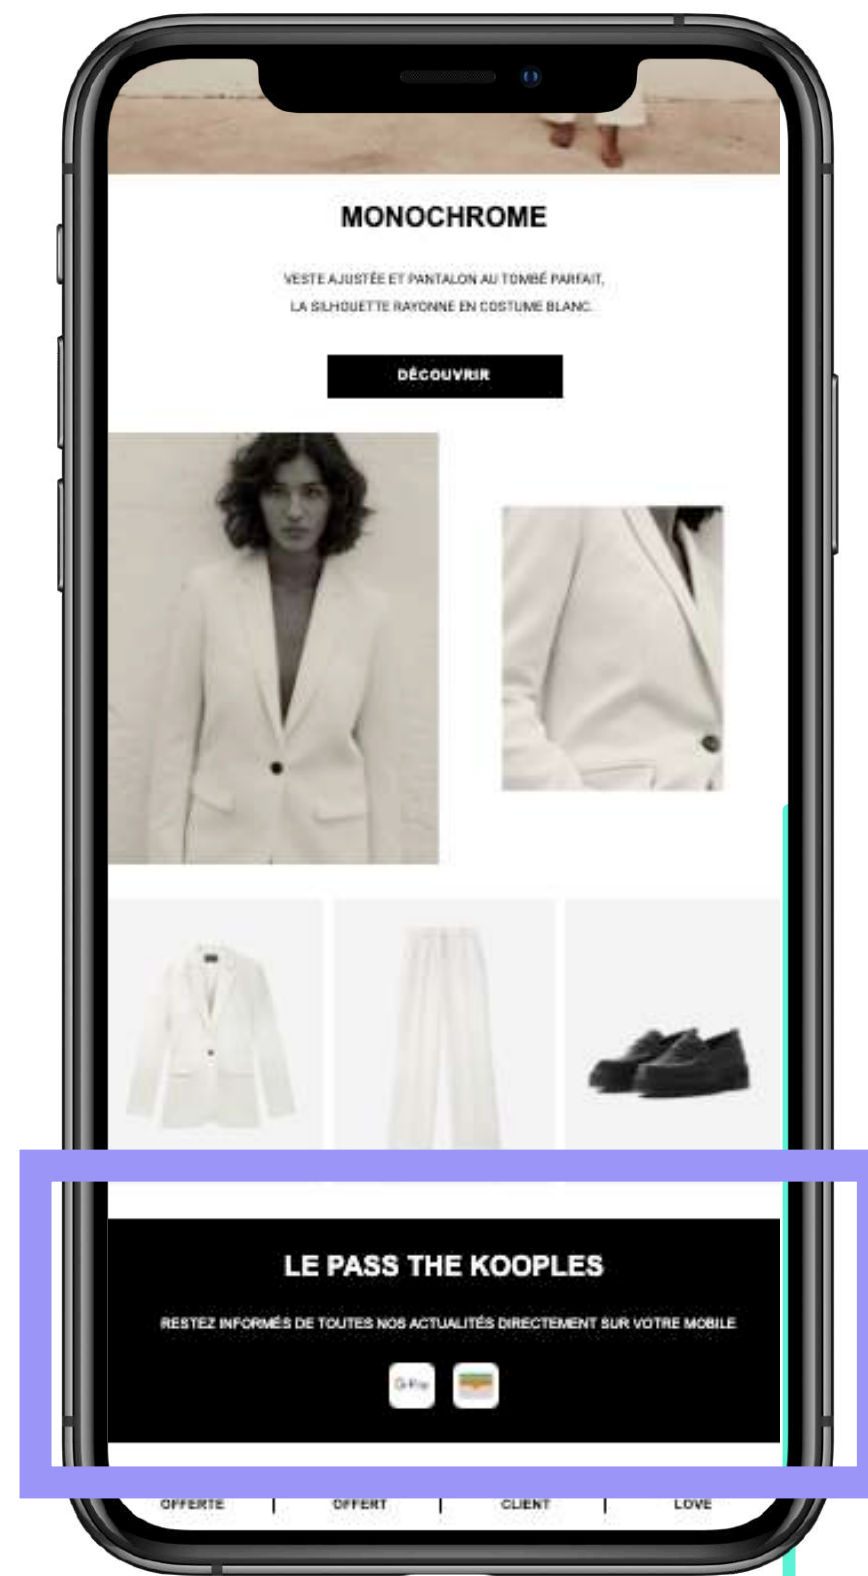 MONOCHROME
VESTE AJUSTÉE ET PANTALON AU TOMBÉ PARFAIT,
LA SILHOUETTE RAYONNE EN COSTUME BLANC.
DÉCOUVRIR
LE PASS THE KOOPLES
RESTEZ INFORMÉS DE TOUTES NOS ACTUALITÉS DIRECTEMENT SUR VOTRE MOBILE
G Pay
OFFERTE | OFFERT | CLIENT | LOVE